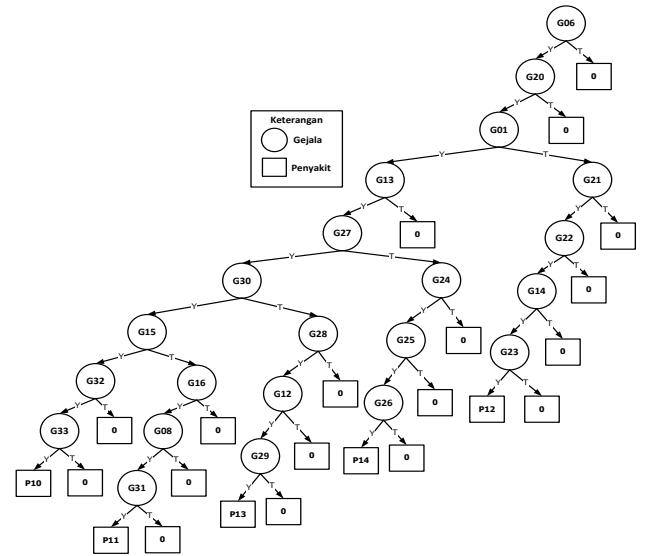 G06
Y T
G20 0
Y T
G01 0
Keterangan
Gejala
Penyakit
Y T
G13 G21
Y T Y T
G27 0 G22 0
Y T Y T
G30 G24 G14 0
Y T Y T Y T
G15 G28 G25 0 G23 0
Y T Y T Y T Y T
G32 G16 G12 0 G26 0 P12 0
Y T Y T Y T Y T
G33 0 G08 0 G29 0 P14 0
Y T Y T Y T
P10 0 G31 0 P13 0
Y T
P11 0